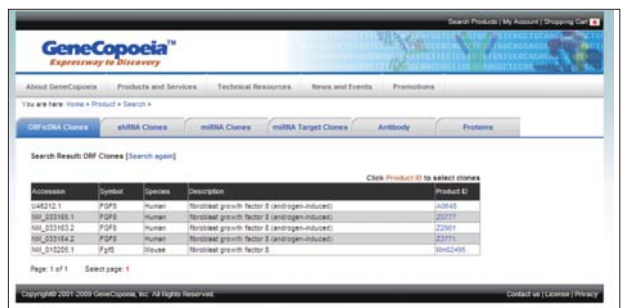 Search Products | My Account | Shopping Cart
GeneCopoeia™
Expressway to Discovery
About GeneCopoeia Products and Services Technical Resources News and Events Promotions
You are here: Home » Product » Search »
ORF/cDNA Clones shRNA Clones miRNA Clones miRNA Target Clones Antibody Proteins
Search Result: ORF Clones [Search again]
Click Product ID to select clones
Accession Symbol Species Description Product ID
U46212.1 FGF8 Human fibroblast growth factor 8 (androgen-induced) A0640
NM_033165.1 FGF8 Human fibroblast growth factor 8 (androgen-induced) Z0777
NM_033163.2 FGF8 Human fibroblast growth factor 8 (androgen-induced) Z2961
NM_033164.2 FGF8 Human fibroblast growth factor 8 (androgen-induced) Z3771
NM_010205.1 Fgf8 Mouse fibroblast growth factor 8 Mm02495
Page: 1 of 1 Select page: 1
Copyright© 2001-2009 GeneCopoeia, Inc. All Rights Reserved. Contact us | License | Privacy